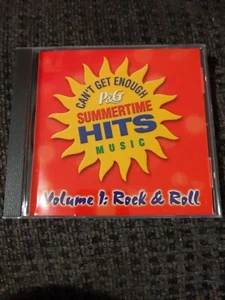 CAN'T GET ENOUGH
P&G
SUMMERTIME
HITS
MUSIC
Volume 1: Rock & Roll